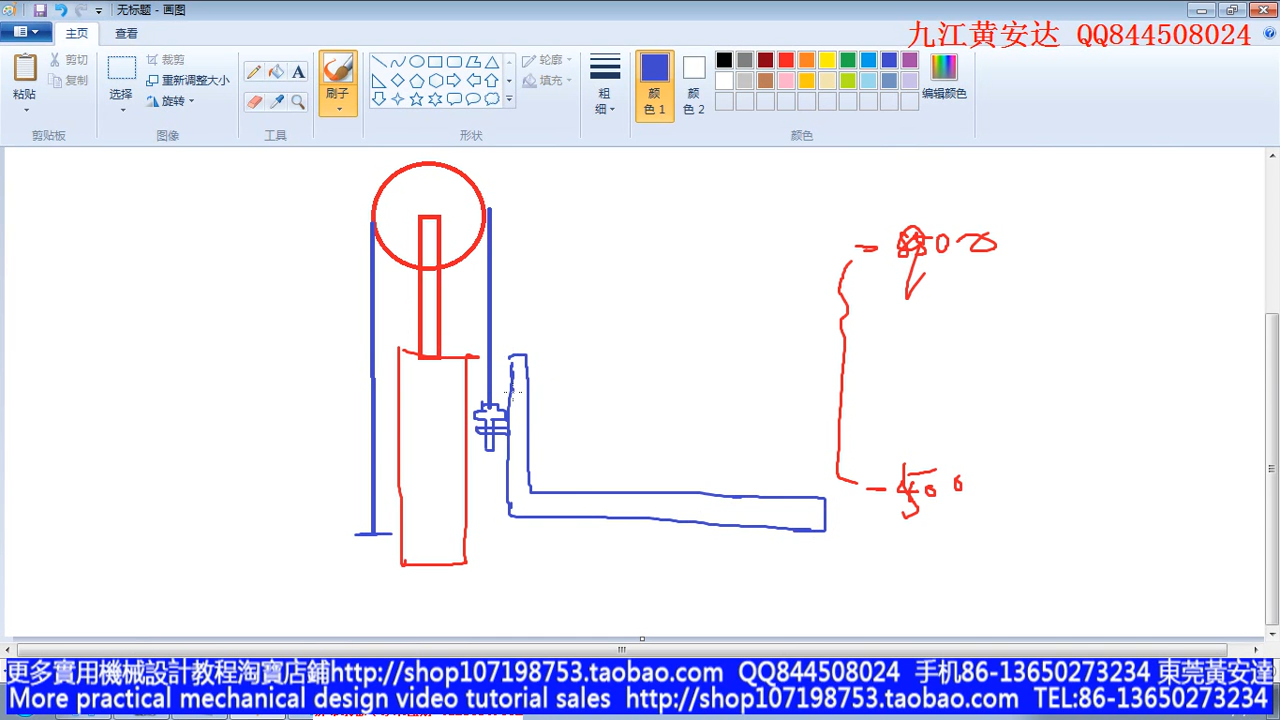 无标题 - 画图
九江黄安达 QQ844508024
主页
查看
粘贴
剪切
复制
选择
裁剪
重新调整大小
旋转
A
刷子
轮廓
填充
粗
细
颜
色 1
颜
色 2
编辑颜色
剪贴板
图像
工具
形状
颜色
更多實用機械設計教程淘寶店鋪http://shop107198753.taobao.com QQ844508024 手机86-13650273234 東莞黃安達
More practical mechanical design video tutorial sales http://shop107198753.taobao.com TEL:86-13650273234